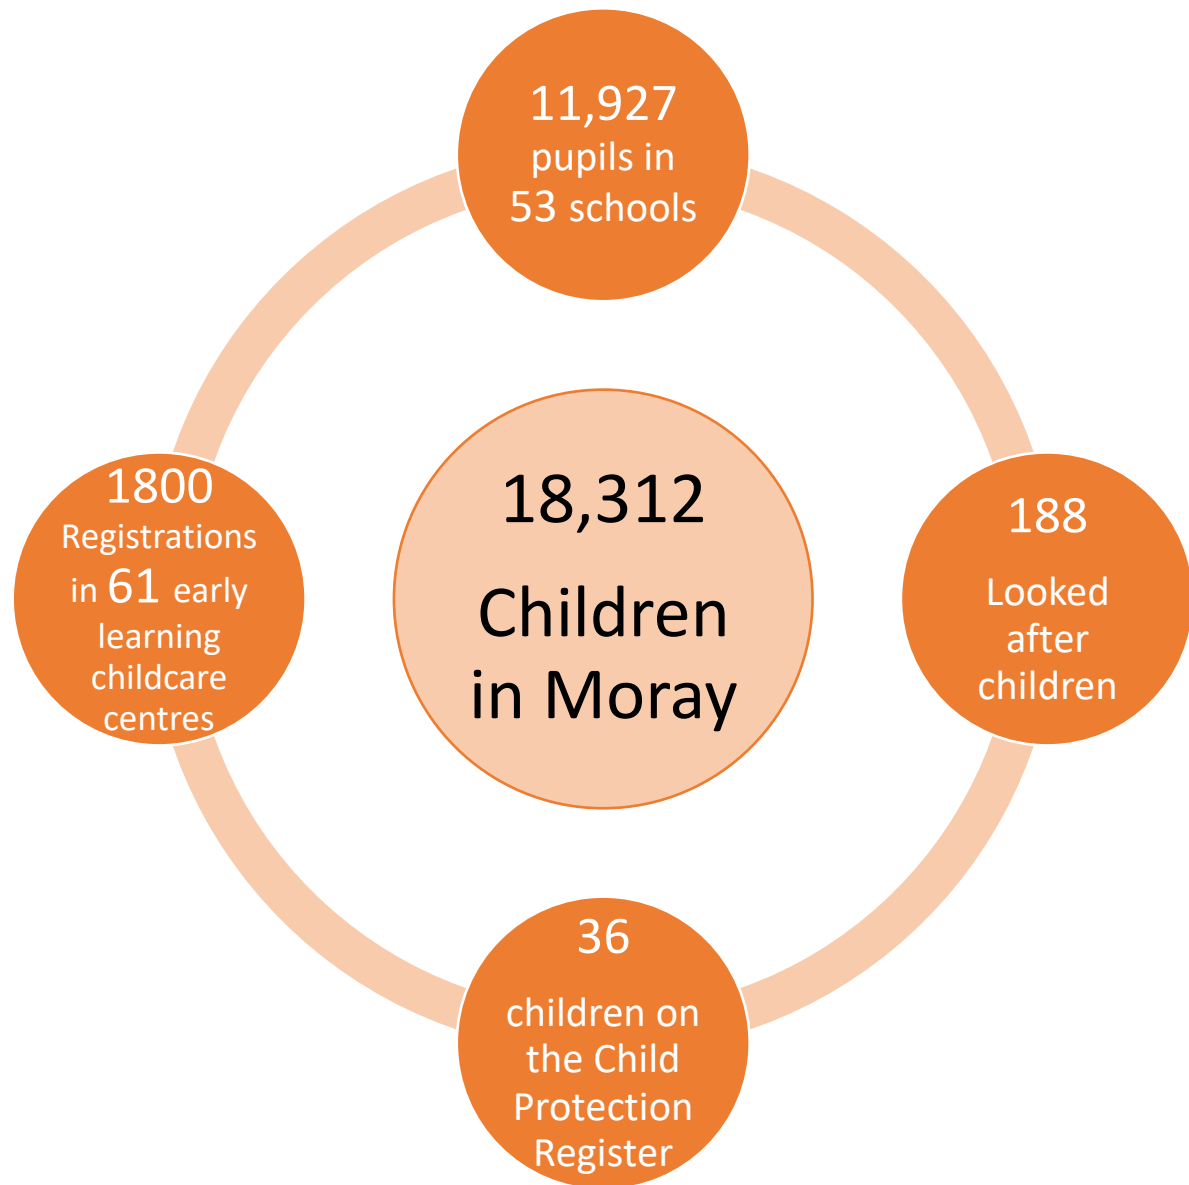 11,927
pupils in
53 schools
18,312
Children
in Moray
188
Looked
after
children
36
children on
the Child
Protection
Register
1800
Registrations
in 61 early
learning
childcare
centres